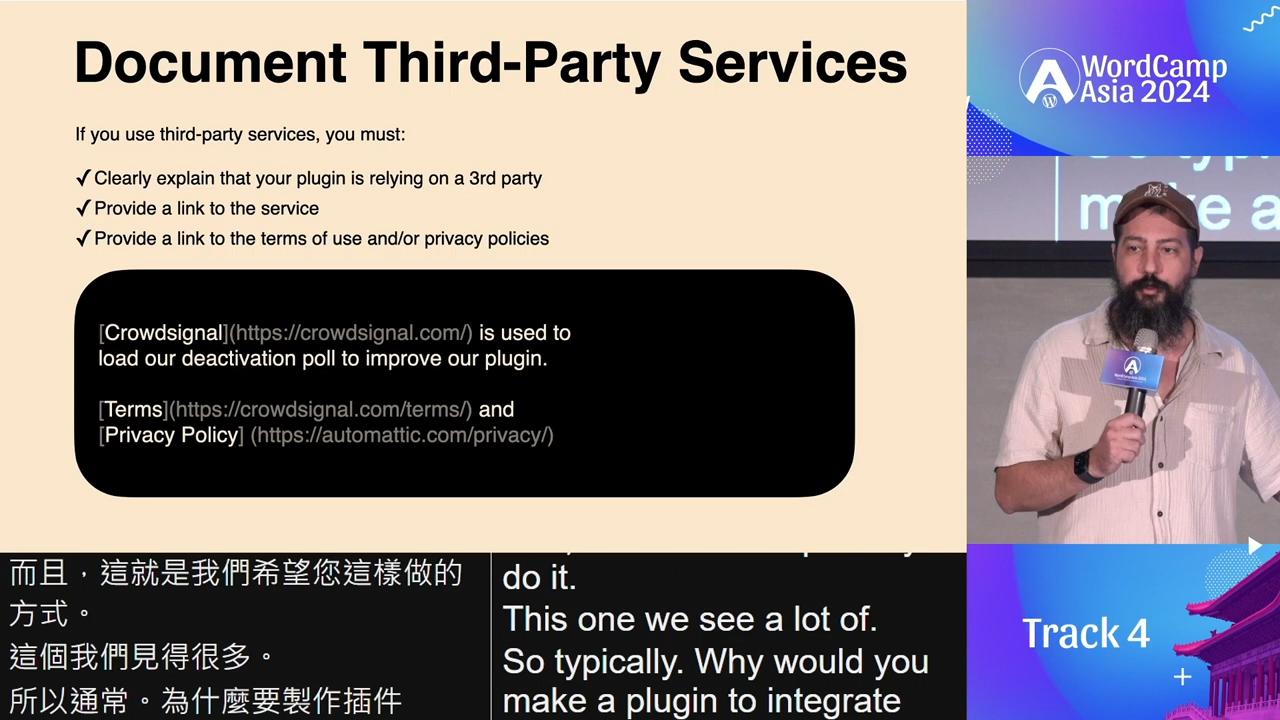 Document Third-Party Services
If you use third-party services, you must:
✓Clearly explain that your plugin is relying on a 3rd party
✓Provide a link to the service
✓Provide a link to the terms of use and/or privacy policies
[Crowdsignal](https://crowdsignal.com/) is used to
load our deactivation poll to improve our plugin.
[Terms](https://crowdsignal.com/terms/) and
[Privacy Policy] (https://automattic.com/privacy/)
而且，這就是我們希望您這樣做的
方式。
這個我們見得很多。
所以通常。為什麼要製作插件
do it.
This one we see a lot of.
So typically. Why would you
make a plugin to integrate
WordCamp
Asia 2024
Track 4